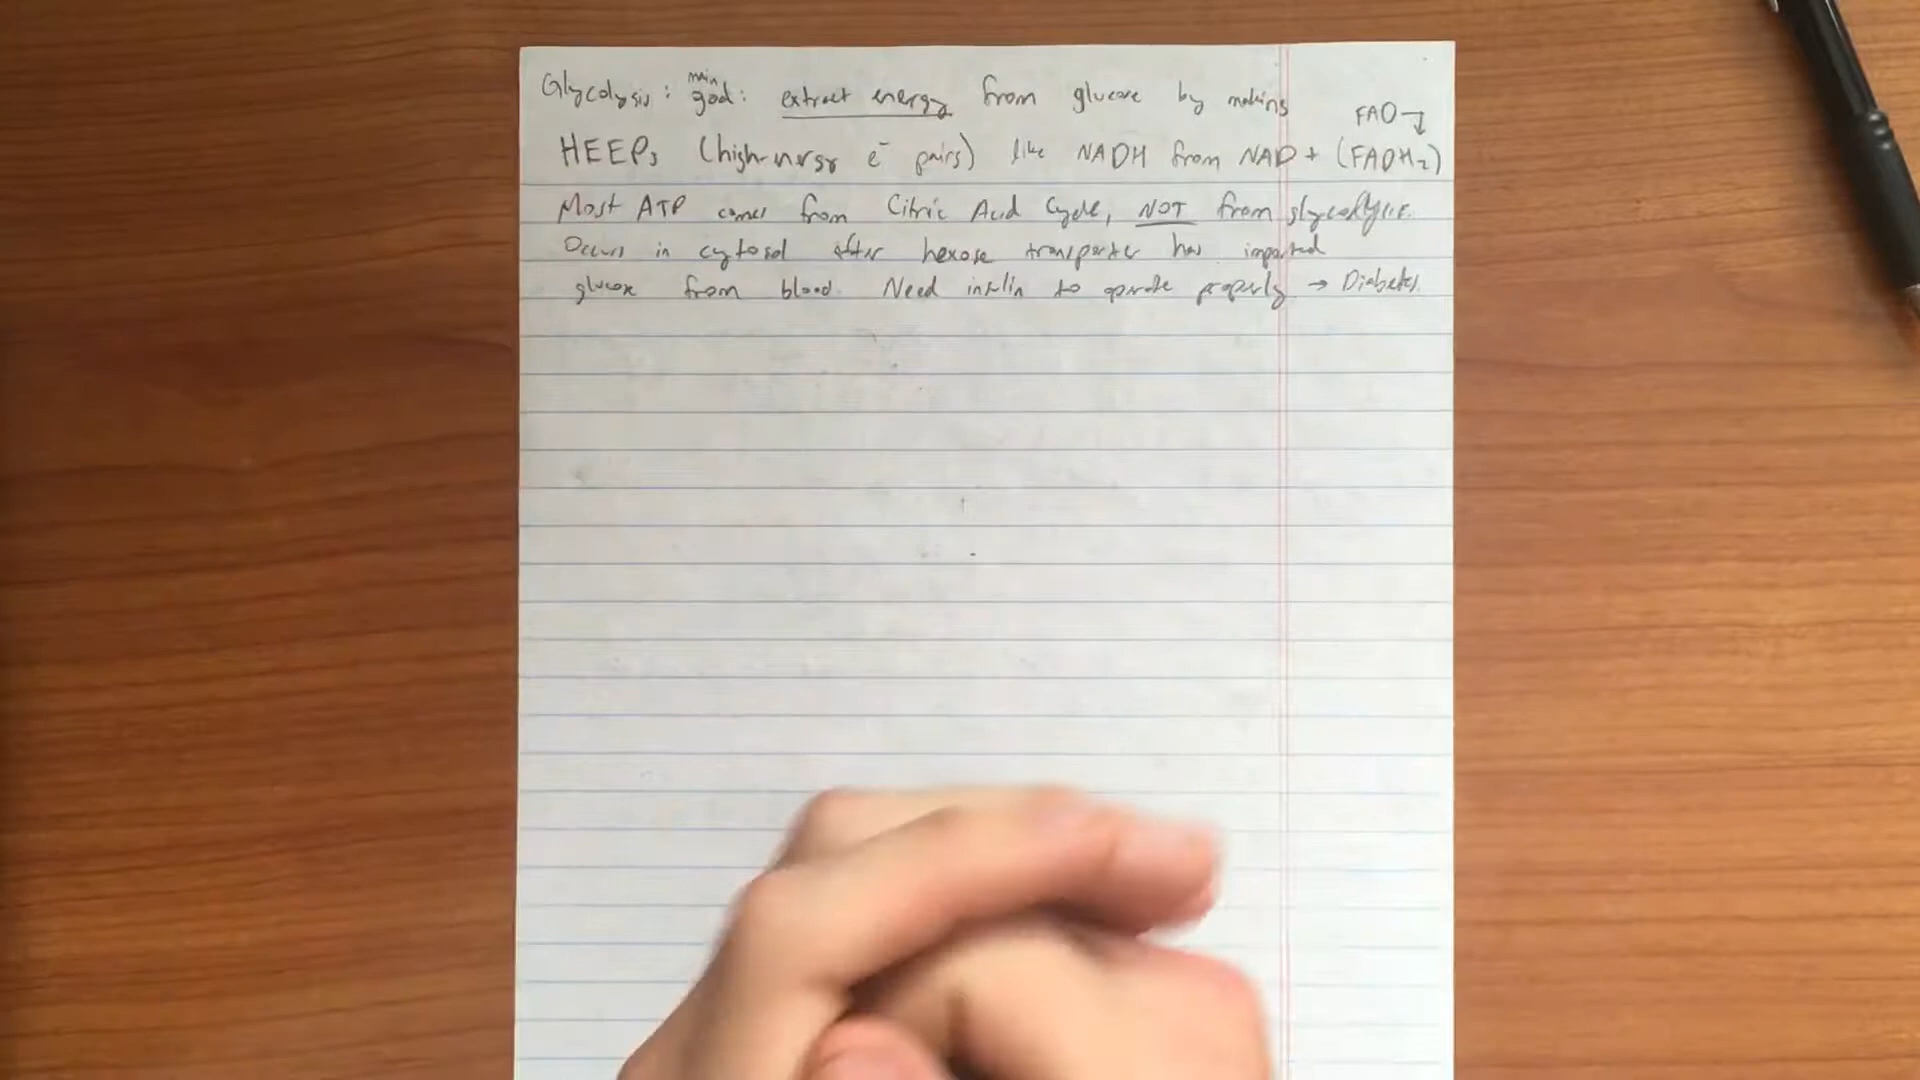 Glycolysis: main goal: extract energy from glucose by making
HEEPs (high-nrgy e⁻ pairs) like NADH from NAD+ (FADH₂)
FAD
Most ATP comes from Citric Acid Cycle, NOT from glycolysis.
Occurs in cytosol after hexose transporter has imported
glucose from blood. Need insulin to operate properly → Diabetes.